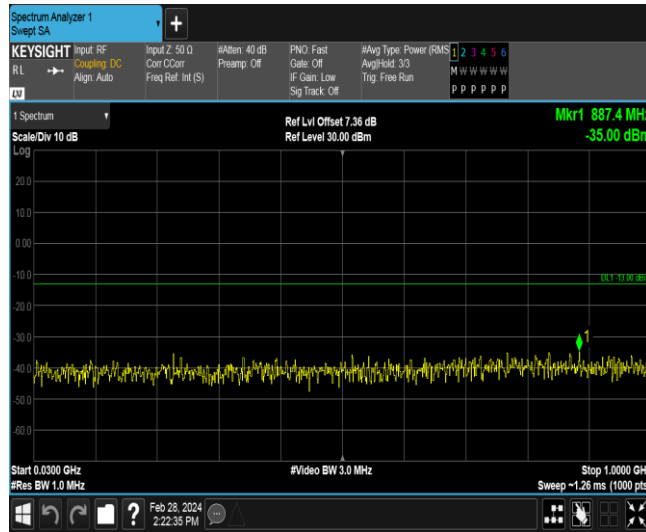 Spectrum Analyzer 1
Swept SA
+
KEYSIGHT Input: RF Input Z: 50 Ω #Atten: 40 dB PNO: Fast #Avg Type: Power (RMS 1 2 3 4 5 6
RL Coupling: DC Corr CCorr Preamp: Off Gate: Off Avg|Hold: 3/3 M W W W W W
Align: Auto Freq Ref: Int (S) IF Gain: Low Trig: Free Run
Sig Track: Off P P P P P P
LXI
1 Spectrum Ref Lvl Offset 7.36 dB Mkr1 887.4 MHz
Scale/Div 10 dB Ref Level 30.00 dBm -35.00 dBm
Log
20.0
10.0
0.00
-10.0 DL1 -13.00 dBm
-20.0
-30.0 1
-40.0
-50.0
-60.0
Start 0.0300 GHz #Video BW 3.0 MHz Stop 1.0000 GH
#Res BW 1.0 MHz Sweep ~1.26 ms (1000 pts
? Feb 28, 2024
2:22:35 PM